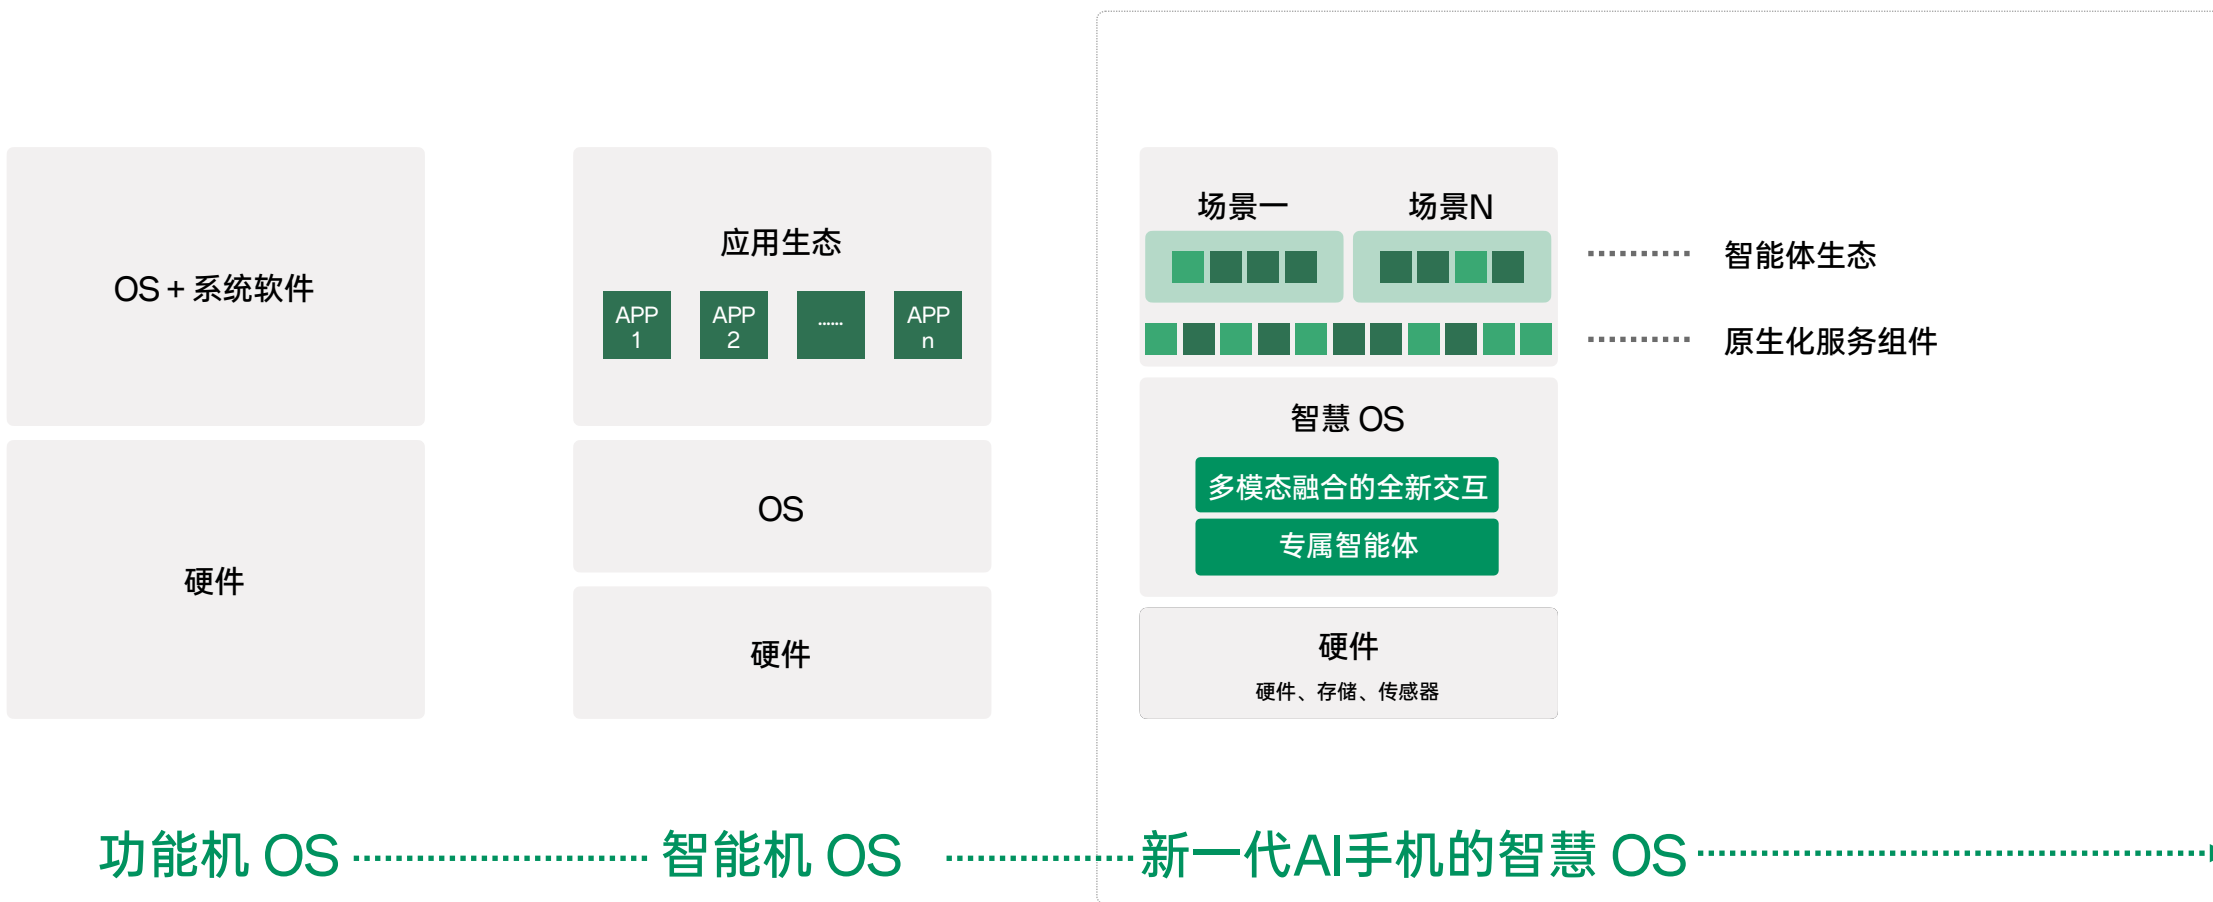 OS + 系统软件
硬件
应用生态
APP
1
APP
2
······
APP
n
OS
硬件
场景一
场景N
智能体生态
原生化服务组件
智慧 OS
多模态融合的全新交互
专属智能体
硬件
硬件、存储、传感器
功能机 OS
智能机 OS
新一代AI手机的智慧 OS